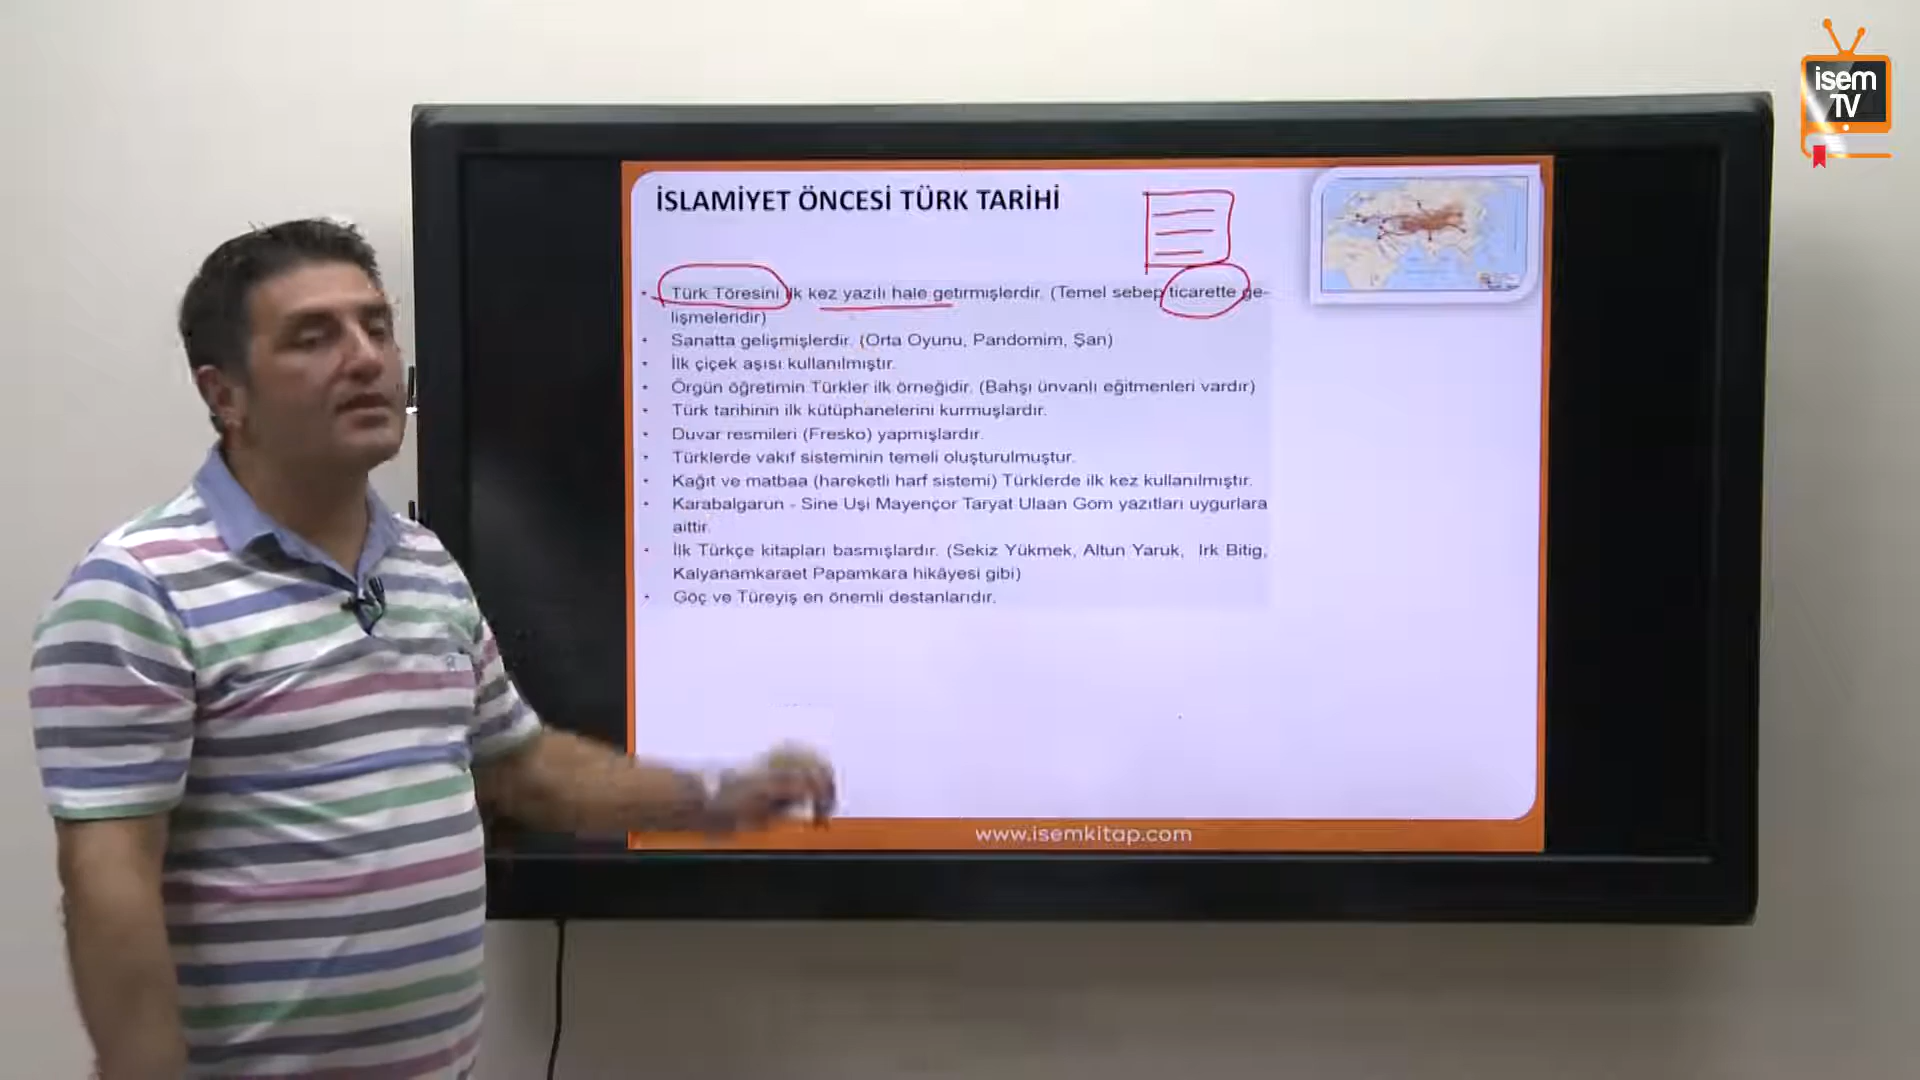 isem
TV
İSLAMİYET ÖNCESİ TÜRK TARİHİ
• Türk Töresini ilk kez yazılı hale getirmişlerdir. (Temel sebep ticarette ge-
lişmeleridir)
• Sanatta gelişmişlerdir. (Orta Oyunu, Pandomim, Şan)
• İlk çiçek aşısı kullanılmıştır.
• Örgün öğretimin Türkler ilk örneğidir. (Bahşı ünvanlı eğitmenleri vardır)
• Türk tarihinin ilk kütüphanelerini kurmuşlardır.
• Duvar resmileri (Fresko) yapmışlardır.
• Türklerde vakıf sisteminin temeli oluşturulmuştur.
• Kağıt ve matbaa (hareketli harf sistemi) Türklerde ilk kez kullanılmıştır.
• Karabalgarun - Sine Uşi Mayençor Taryat Ulaan Gom yazıtları uygurlara
aittir.
• İlk Türkçe kitapları basmışlardır. (Sekiz Yükmek, Altun Yaruk, Irk Bitig,
Kalyanamkaraet Papamkara hikâyesi gibi)
• Göç ve Türeyiş en önemli destanlarıdır.
www.isemkitap.com